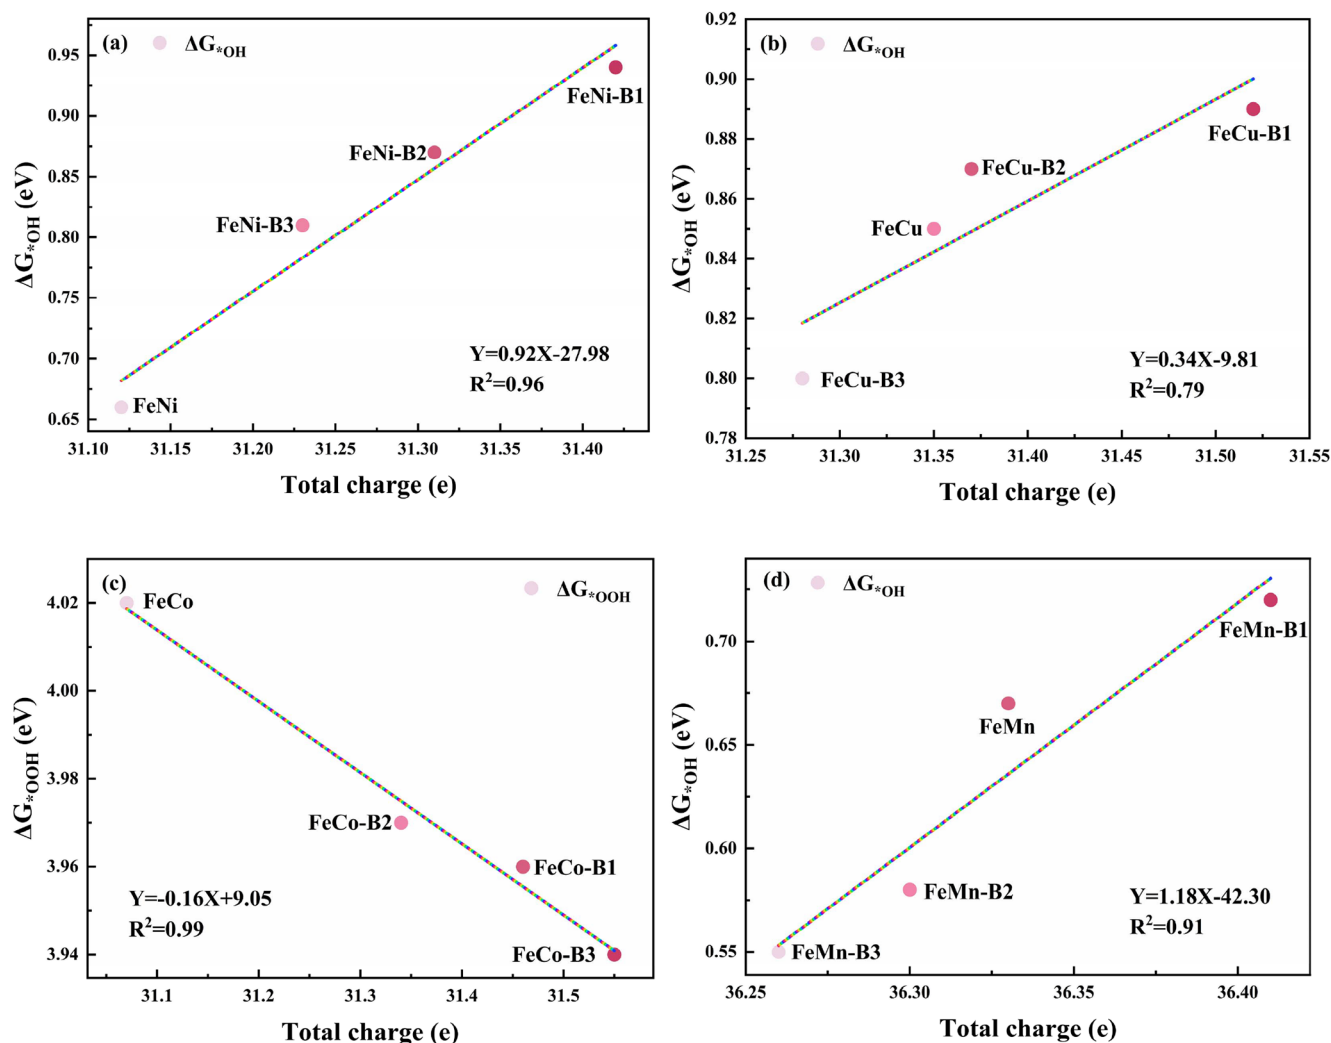 (a)
ΔG*OH
0.95
0.90
0.85
0.80
0.75
0.70
0.65
ΔG*OH (eV)
FeNi-B1
FeNi-B2
FeNi-B3
FeNi
Y=0.92X−27.98
R²=0.96
31.10
31.15
31.20
31.25
31.30
31.35
31.40
Total charge (e)
(b)
ΔG*OH
0.92
0.90
0.88
0.86
0.84
0.82
0.80
0.78
ΔG*OH (eV)
FeCu-B1
FeCu-B2
FeCu
FeCu-B3
Y=0.34X-9.81
R²=0.79
31.25
31.30
31.35
31.40
31.45
31.50
31.55
Total charge (e)
(c)
ΔG*OOH
4.02
4.00
3.98
3.96
3.94
ΔG*OOH (eV)
FeCo
FeCo-B2
FeCo-B1
FeCo-B3
Y=-0.16X+9.05
R²=0.99
31.1
31.2
31.3
31.4
31.5
Total charge (e)
(d)
ΔG*OH
0.70
0.65
0.60
0.55
ΔG*OH (eV)
FeMn-B1
FeMn
FeMn-B2
FeMn-B3
Y=1.18X-42.30
R²=0.91
36.25
36.30
36.35
36.40
Total charge (e)